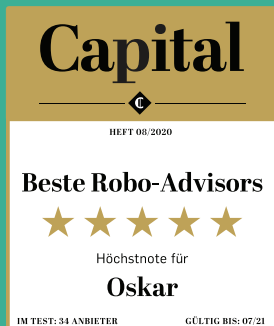 Capital
HEFT 08/2020
Beste Robo-Advisors
Höchstnote für
Oskar
IM TEST: 34 ANBIETER GÜLTIG BIS: 07/21